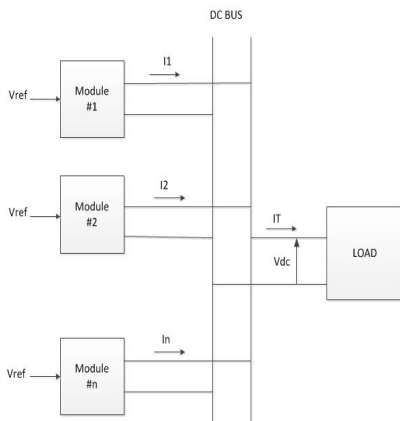 DC BUS
I1
Vref
Module
#1
I2
Vref
Module
#2
IT
Vdc
LOAD
In
Vref
Module
#n